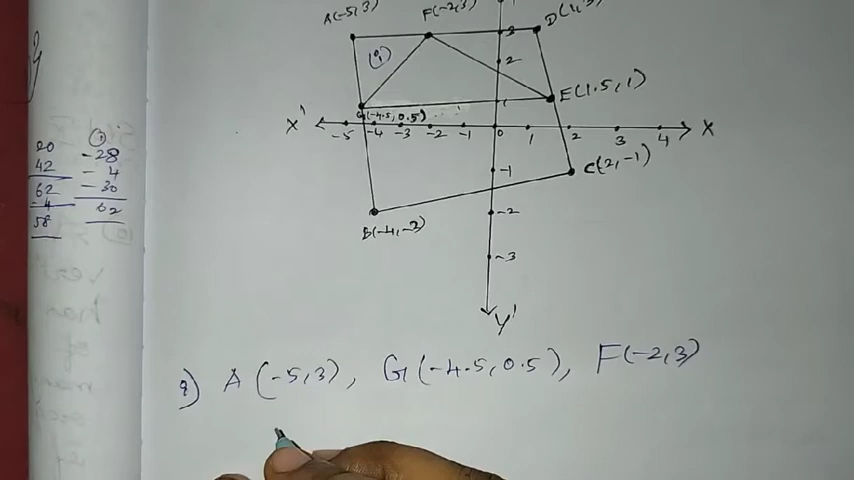 A(-5,3) F(-2,3) D(1,3)
3
(i)
2
E(1.5, 1)
1
G(-4.5, 0.5)
X' -5 -4 -3 -2 -1 0 1 2 3 4 X
-1 C(2,-1)
-2
B(-4,-2)
-3
Y'
i) A (-5,3), G(-4.5,0.5), F(-2,3)
20
42
62
-4
58
(i)
-28
-4
-30
62